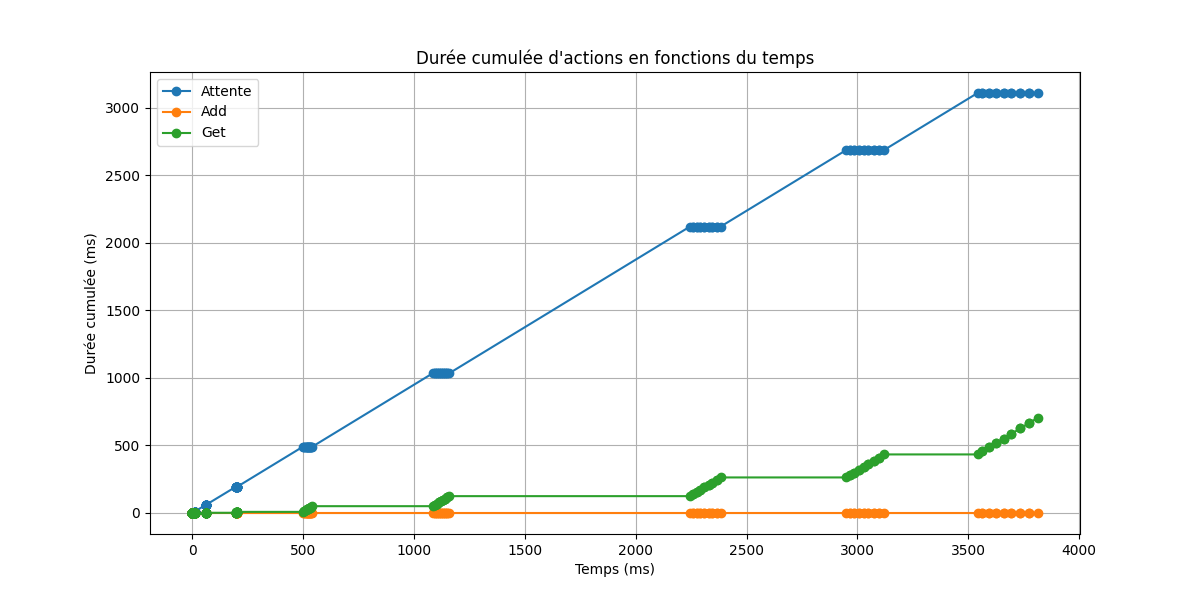 Durée cumulée d'actions en fonctions du temps
Attente
Add
Get
3000
2500
2000
1500
1000
500
0
Durée cumulée (ms)
0 500 1000 1500 2000 2500 3000 3500 4000
Temps (ms)